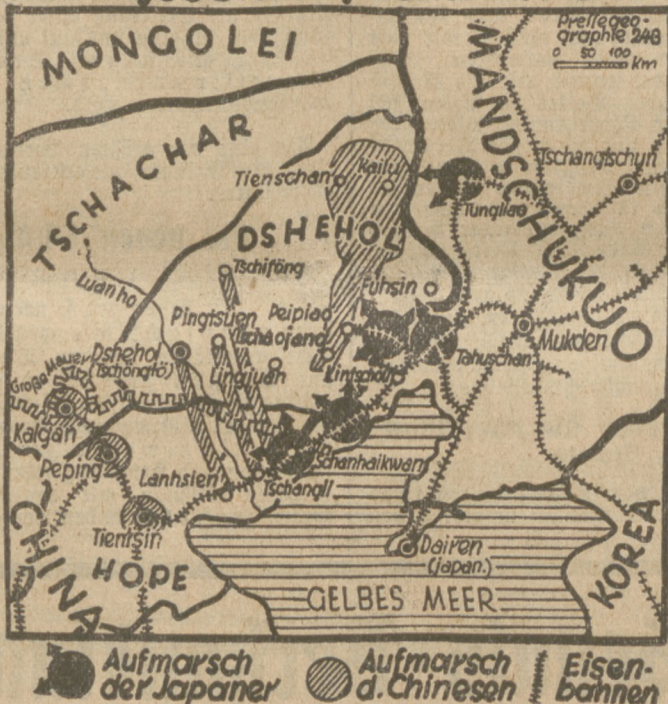 Pressegeo-
graphie 248
0 50 100
km
MONGOLEI
MANDSCHUKUO
TSCHACHAR
Tschangtschun
Tienschan
Kailu
Tungliao
DSHEHOL
Tschiföng
Luanho
Fuhsin
Pingtsuen
Peipiao
Tschaojang
Dshehol
(Tschöngtö)
Lingjuan
Tahuschan
Mukden
Große Mauer
Kalgan
Peping
Schanhaikwan
Lanhsien
Tschangli
Tientsin
CHINA
HOPE
Dairen
(japan.)
KOREA
GELBES MEER
Aufmarsch
der Japaner
Aufmarsch
d. Chinesen
Eisen-
bahnen